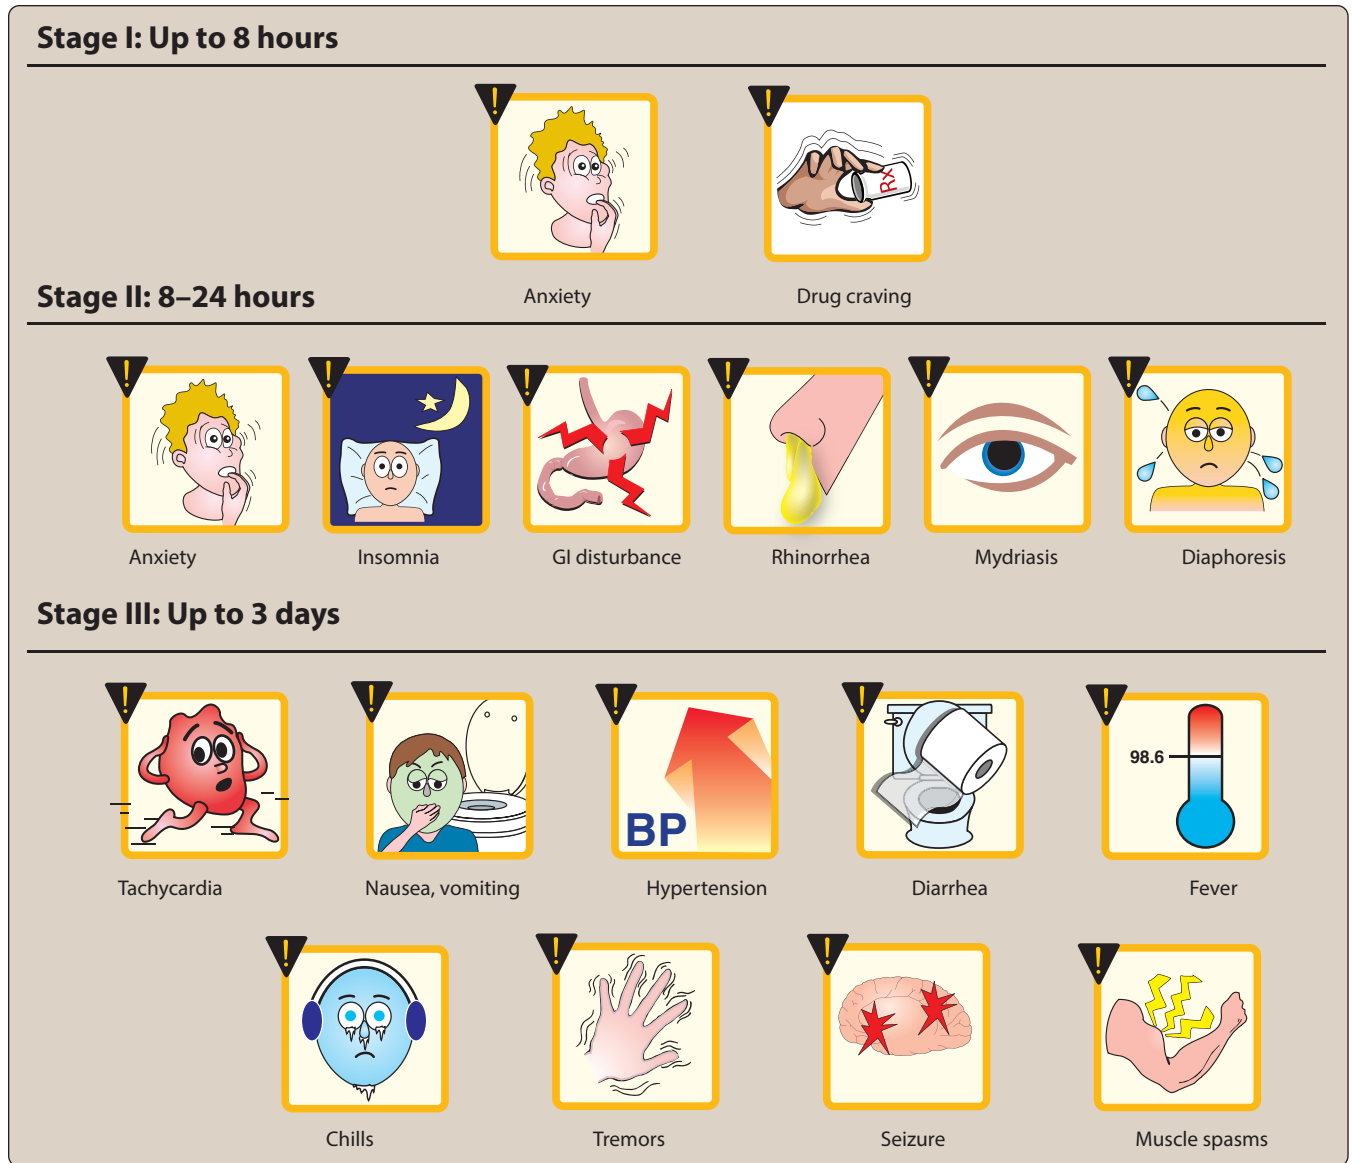 Stage I: Up to 8 hours
!
!
Rx
Anxiety
Drug craving
Stage II: 8–24 hours
!
!
!
!
!
!
Anxiety
Insomnia
GI disturbance
Rhinorrhea
Mydriasis
Diaphoresis
Stage III: Up to 3 days
!
!
!
!
!
BP
98.6
Tachycardia
Nausea, vomiting
Hypertension
Diarrhea
Fever
!
!
!
!
Chills
Tremors
Seizure
Muscle spasms